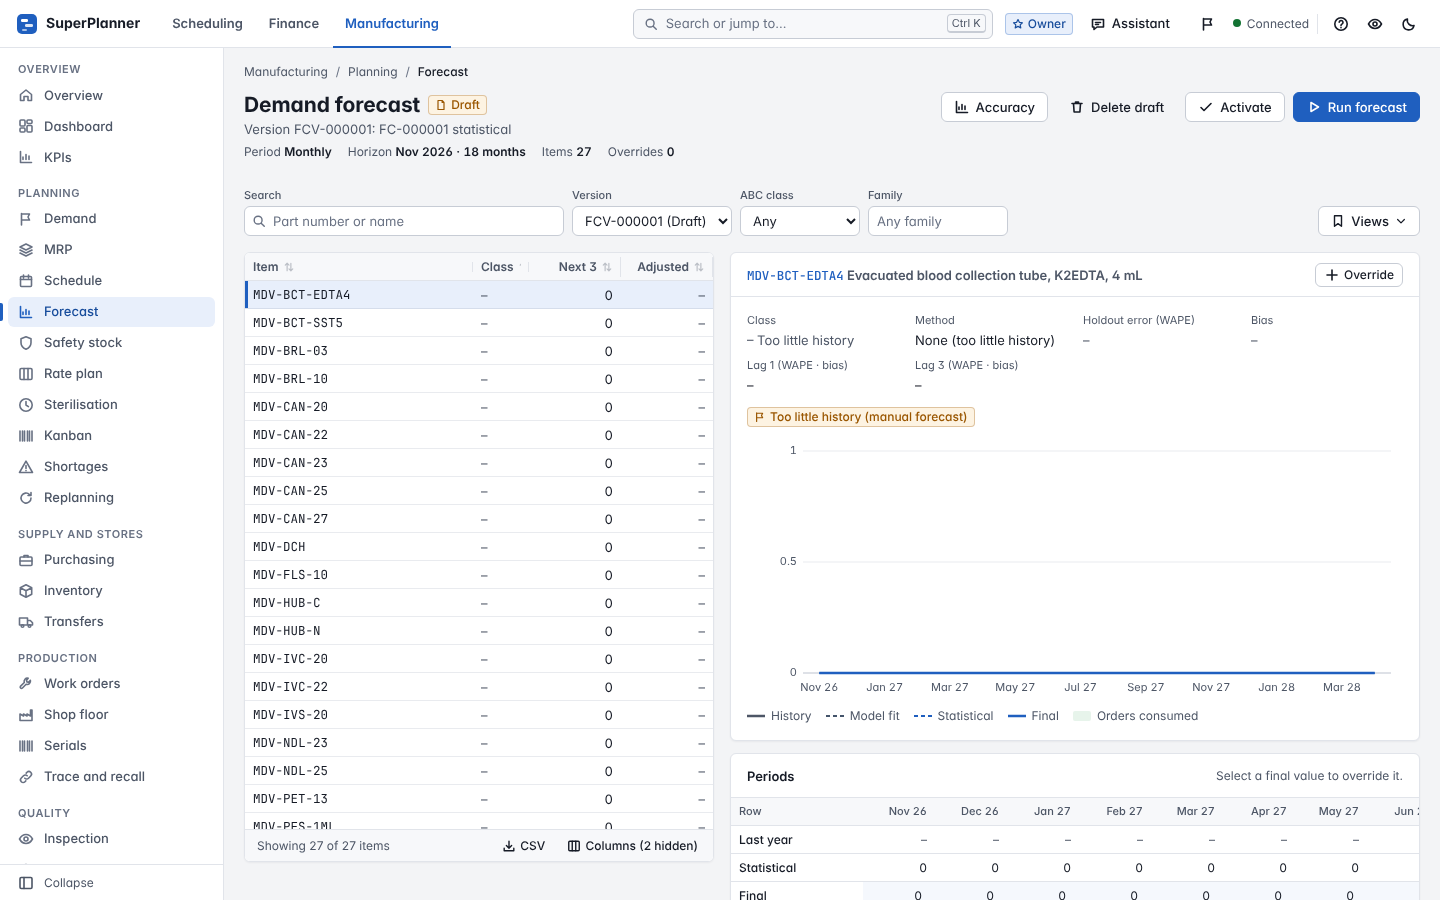 SuperPlanner
Scheduling
Finance
Manufacturing
Search or jump to...
Ctrl K
Owner
Assistant
Connected
OVERVIEW
Overview
Dashboard
KPIs
PLANNING
Demand
MRP
Schedule
Forecast
Safety stock
Rate plan
Sterilisation
Kanban
Shortages
Replanning
SUPPLY AND STORES
Purchasing
Inventory
Transfers
PRODUCTION
Work orders
Shop floor
Serials
Trace and recall
QUALITY
Inspection
Collapse
Manufacturing / Planning / Forecast
Demand forecast
Draft
Version FCV-000001: FC-000001 statistical
Period Monthly Horizon Nov 2026 · 18 months Items 27 Overrides 0
Accuracy
Delete draft
Activate
Run forecast
Search
Version
ABC class
Family
Part number or name
FCV-000001 (Draft)
Any
Any family
Views
Item Class Next 3 Adjusted
MDV-BCT-EDTA4 – 0 –
MDV-BCT-SST5 – 0 –
MDV-BRL-03 – 0 –
MDV-BRL-10 – 0 –
MDV-CAN-20 – 0 –
MDV-CAN-22 – 0 –
MDV-CAN-23 – 0 –
MDV-CAN-25 – 0 –
MDV-CAN-27 – 0 –
MDV-DCH – 0 –
MDV-FLS-10 – 0 –
MDV-HUB-C – 0 –
MDV-HUB-N – 0 –
MDV-IVC-20 – 0 –
MDV-IVC-22 – 0 –
MDV-IVS-20 – 0 –
MDV-NDL-23 – 0 –
MDV-NDL-25 – 0 –
MDV-PET-13 – 0 –
MDV-PFS-1ML 0 –
Showing 27 of 27 items
CSV
Columns (2 hidden)
MDV-BCT-EDTA4 Evacuated blood collection tube, K2EDTA, 4 mL
Override
Class
– Too little history
Method
None (too little history)
Holdout error (WAPE)
–
Bias
–
Lag 1 (WAPE · bias)
–
Lag 3 (WAPE · bias)
–
Too little history (manual forecast)
1
0.5
0
Nov 26 Jan 27 Mar 27 May 27 Jul 27 Sep 27 Nov 27 Jan 28 Mar 28
History Model fit Statistical Final Orders consumed
Periods
Select a final value to override it.
Row Nov 26 Dec 26 Jan 27 Feb 27 Mar 27 Apr 27 May 27 Jun
Last year – – – – – – –
Statistical 0 0 0 0 0 0 0
Final 0 0 0 0 0 0 0